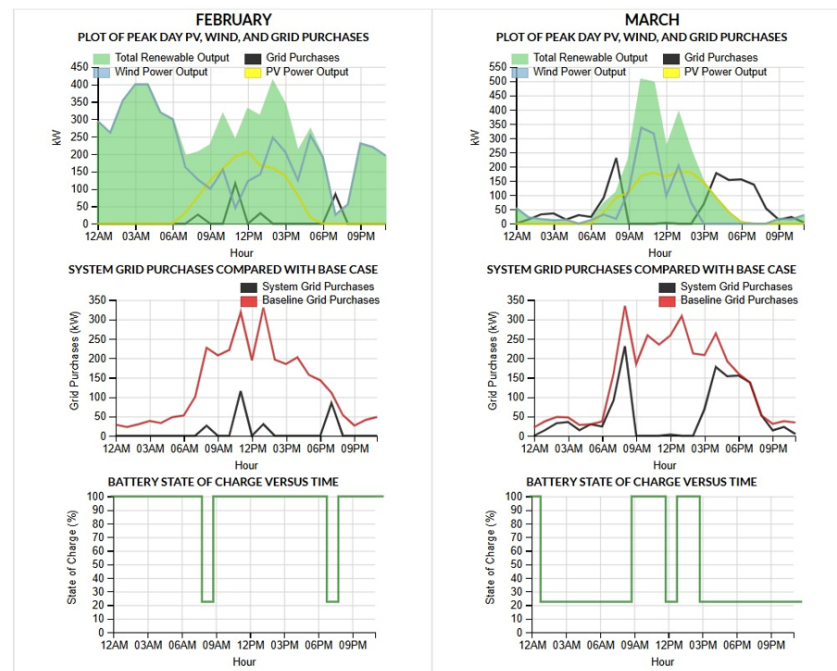 FEBRUARY
PLOT OF PEAK DAY PV, WIND, AND GRID PURCHASES
Total Renewable Output Grid Purchases
Wind Power Output PV Power Output
450
400
350
300
250
200
150
100
50
0
kW
12AM 03AM 06AM 09AM 12PM 03PM 06PM 09PM
Hour
SYSTEM GRID PURCHASES COMPARED WITH BASE CASE
System Grid Purchases
Baseline Grid Purchases
350
300
250
200
150
100
50
0
Grid Purchases (kW)
12AM 03AM 06AM 09AM 12PM 03PM 06PM 09PM
Hour
BATTERY STATE OF CHARGE VERSUS TIME
100
90
80
70
60
50
40
30
20
10
0
State of Charge (%)
12AM 03AM 06AM 09AM 12PM 03PM 06PM 09PM
Hour
MARCH
PLOT OF PEAK DAY PV, WIND, AND GRID PURCHASES
Total Renewable Output Grid Purchases
Wind Power Output PV Power Output
550
500
450
400
350
300
250
200
150
100
50
0
kW
12AM 03AM 06AM 09AM 12PM 03PM 06PM 09PM
Hour
SYSTEM GRID PURCHASES COMPARED WITH BASE CASE
System Grid Purchases
Baseline Grid Purchases
350
300
250
200
150
100
50
0
Grid Purchases (kW)
12AM 03AM 06AM 09AM 12PM 03PM 06PM 09PM
Hour
BATTERY STATE OF CHARGE VERSUS TIME
100
90
80
70
60
50
40
30
20
10
0
State of Charge (%)
12AM 03AM 06AM 09AM 12PM 03PM 06PM 09PM
Hour